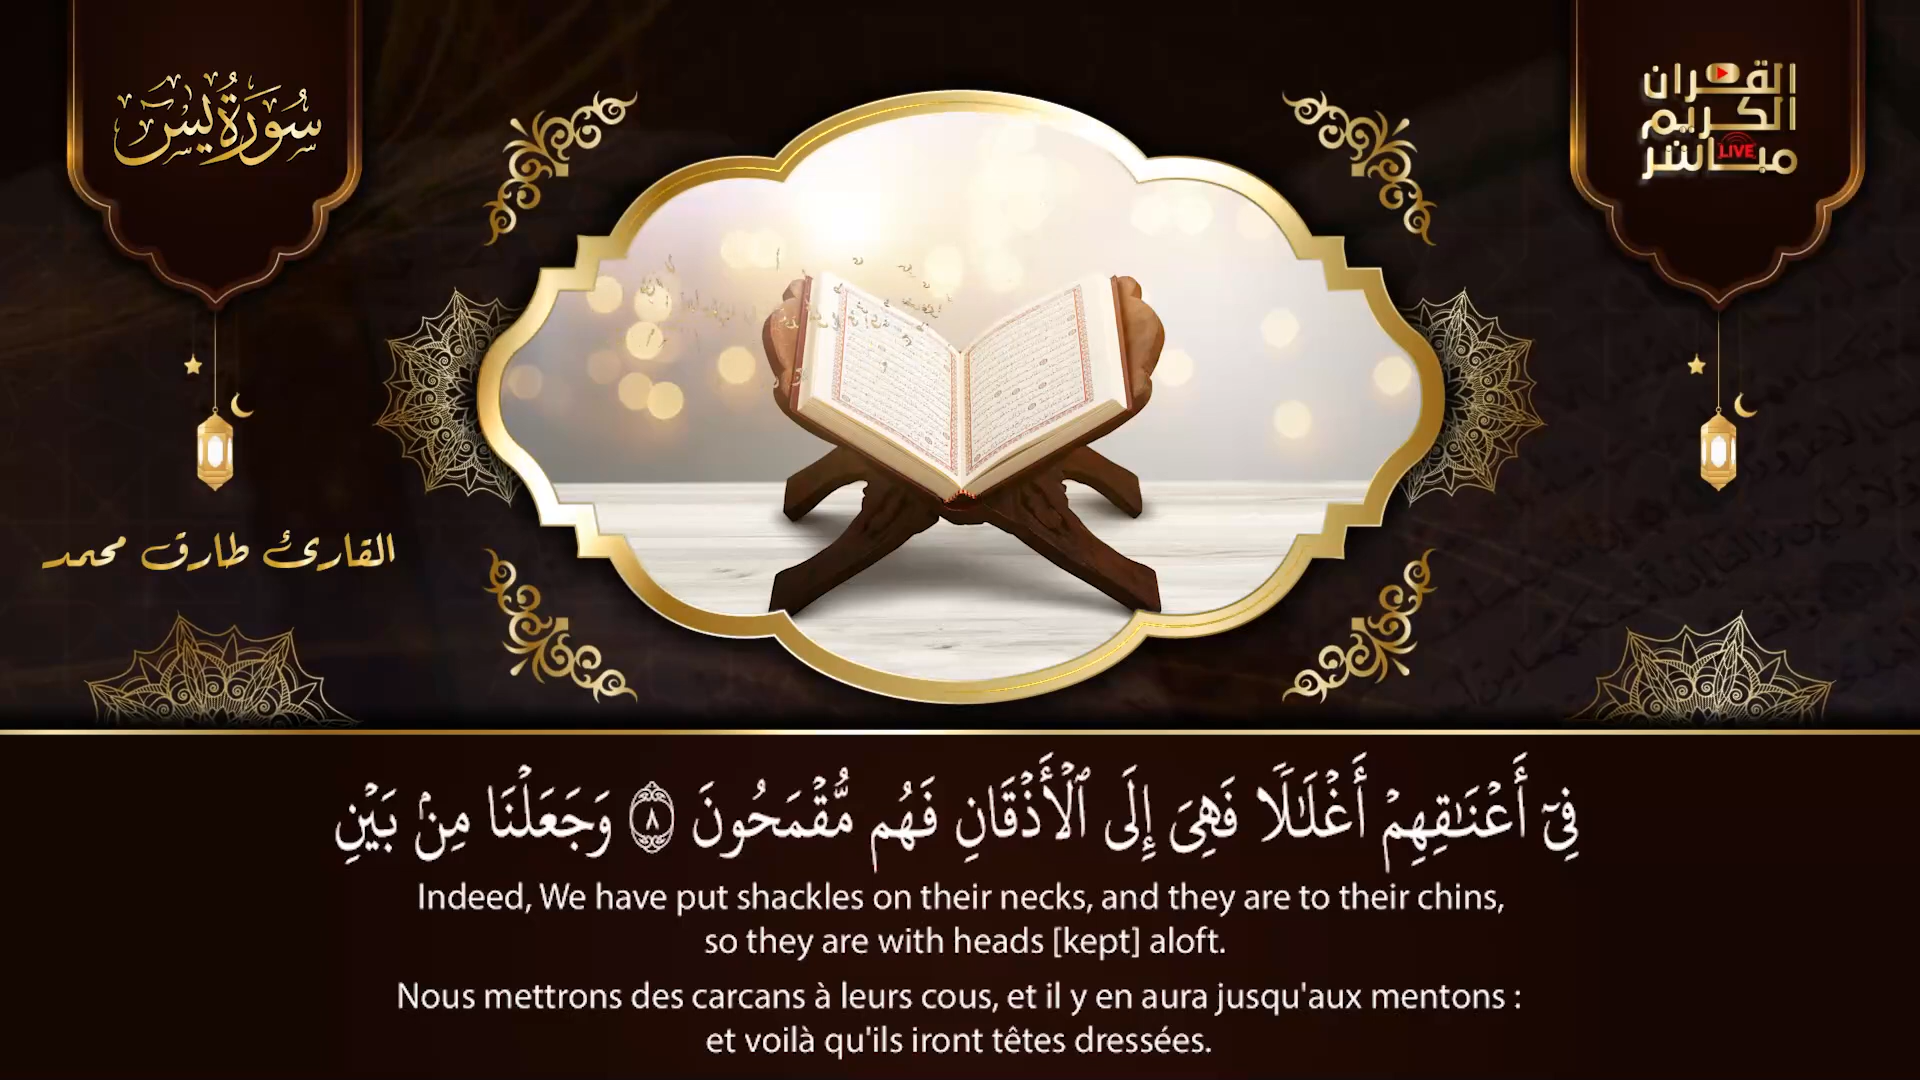 سُورَةُ يسٓ
القرآن
الكريم
مباشر
LIVE
القارئ طارق محمد
فِىٓ أَعْنَـٰقِهِمْ أَغْلَـٰلًا فَهِىَ إِلَى ٱلْأَذْقَانِ فَهُم مُّقْمَحُونَ ٨ وَجَعَلْنَا مِنۢ بَيْنِ
Indeed, We have put shackles on their necks, and they are to their chins,
so they are with heads [kept] aloft.
Nous mettrons des carcans à leurs cous, et il y en aura jusqu'aux mentons :
et voilà qu'ils iront têtes dressées.